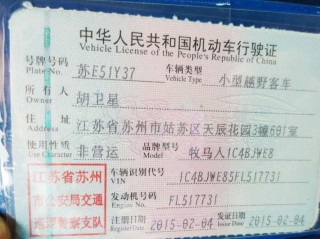 中华人民共和国机动车行驶证
Vehicle License of the People's Republic of China
号牌号码 苏E51Y37 车辆类型 小型越野客车
Plate No. Vehicle Type
所有人 胡卫星
Owner
住址 江苏省苏州市姑苏区天辰花园3幢601室
Address
使用性质 非营运 品牌型号 牧马人1C4BJWE8
Use Character Model
江苏省苏州
市公安局交通
巡逻警察支队
车辆识别代号 1C4BJWE85FL517731
VIN
发动机号码 FL517731
Engine No.
注册日期 2015-02-04 发证日期 2015-02-04
Register Date Issue Date